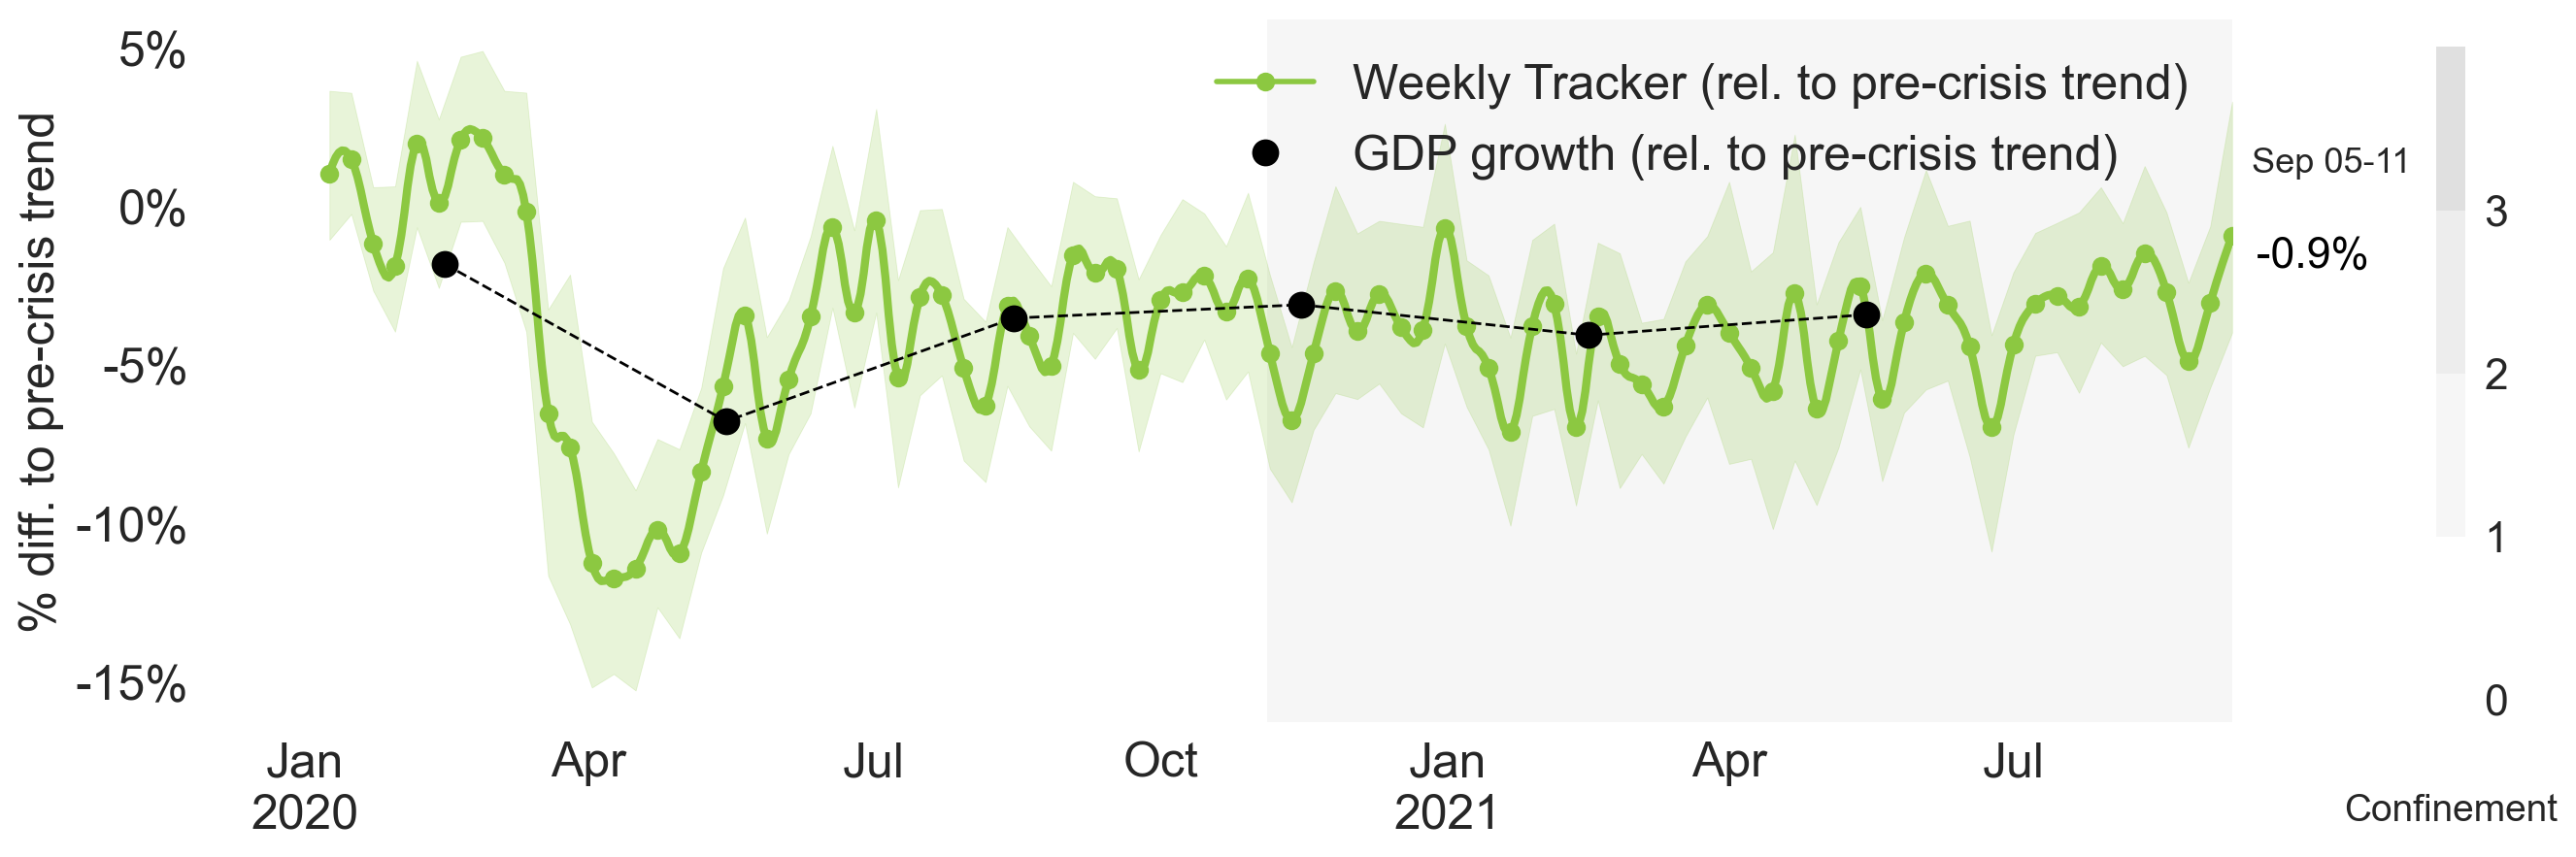 % diff. to pre-crisis trend
5%
0%
-5%
-10%
-15%
Weekly Tracker (rel. to pre-crisis trend)
GDP growth (rel. to pre-crisis trend)
Sep 05-11
-0.9%
3
2
1
0
Jan Apr Jul Oct Jan Apr Jul
2020 2021
Confinement